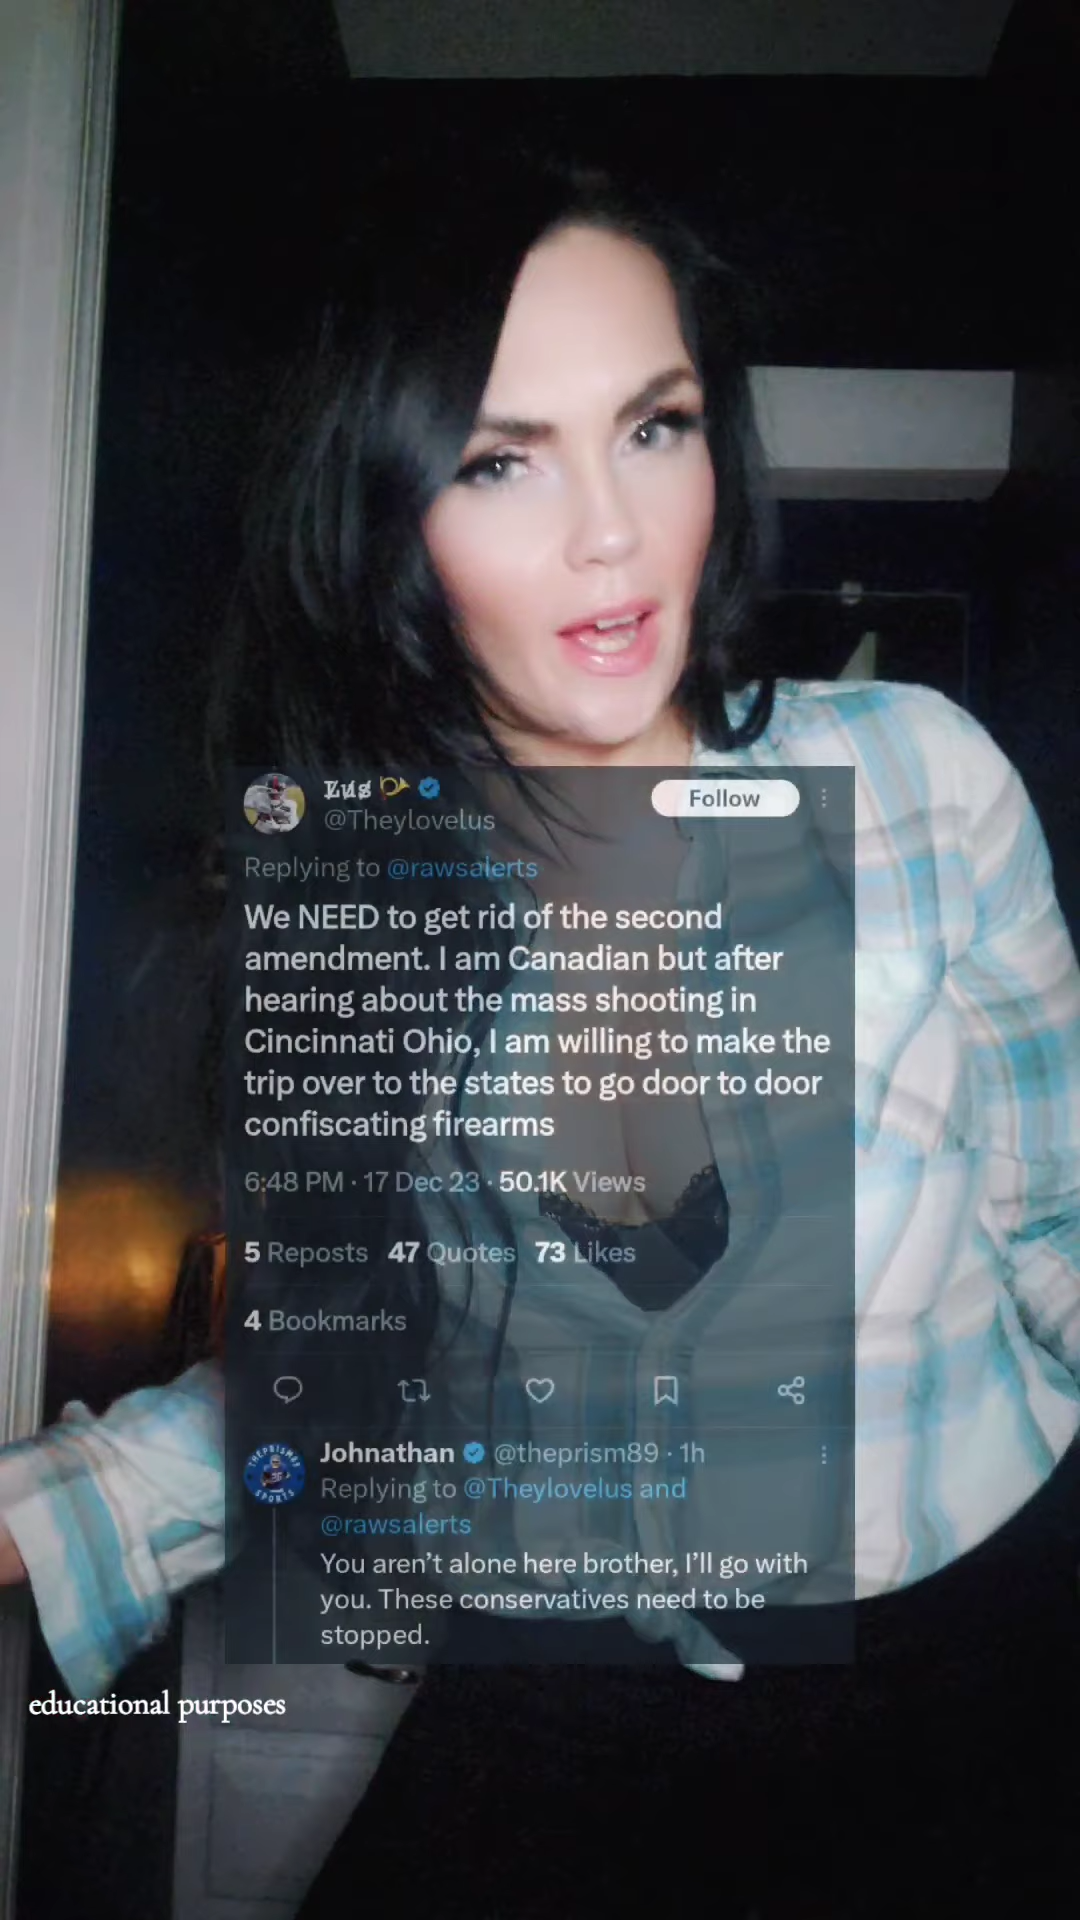 Lus
@Theylovelus
Follow
Replying to @rawsalerts
We NEED to get rid of the second
amendment. I am Canadian but after
hearing about the mass shooting in
Cincinnati Ohio, I am willing to make the
trip over to the states to go door to door
confiscating firearms
6:48 PM · 17 Dec 23 · 50.1K Views
5 Reposts 47 Quotes 73 Likes
4 Bookmarks
Johnathan @theprism89 · 1h
Replying to @Theylovelus and
@rawsalerts
You aren’t alone here brother, I’ll go with
you. These conservatives need to be
stopped.
educational purposes